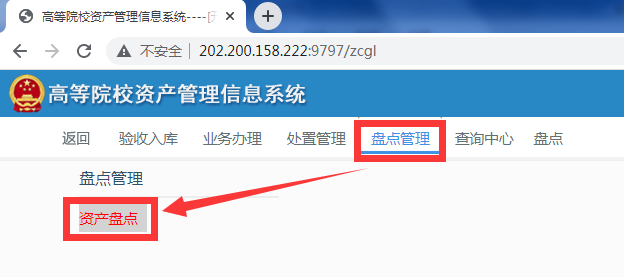 高等院校资产管理信息系统----[
不安全 202.200.158.222:9797/zcgl
高等院校资产管理信息系统
返回 验收入库 业务办理 处置管理 盘点管理 查询中心 盘点
盘点管理
资产盘点